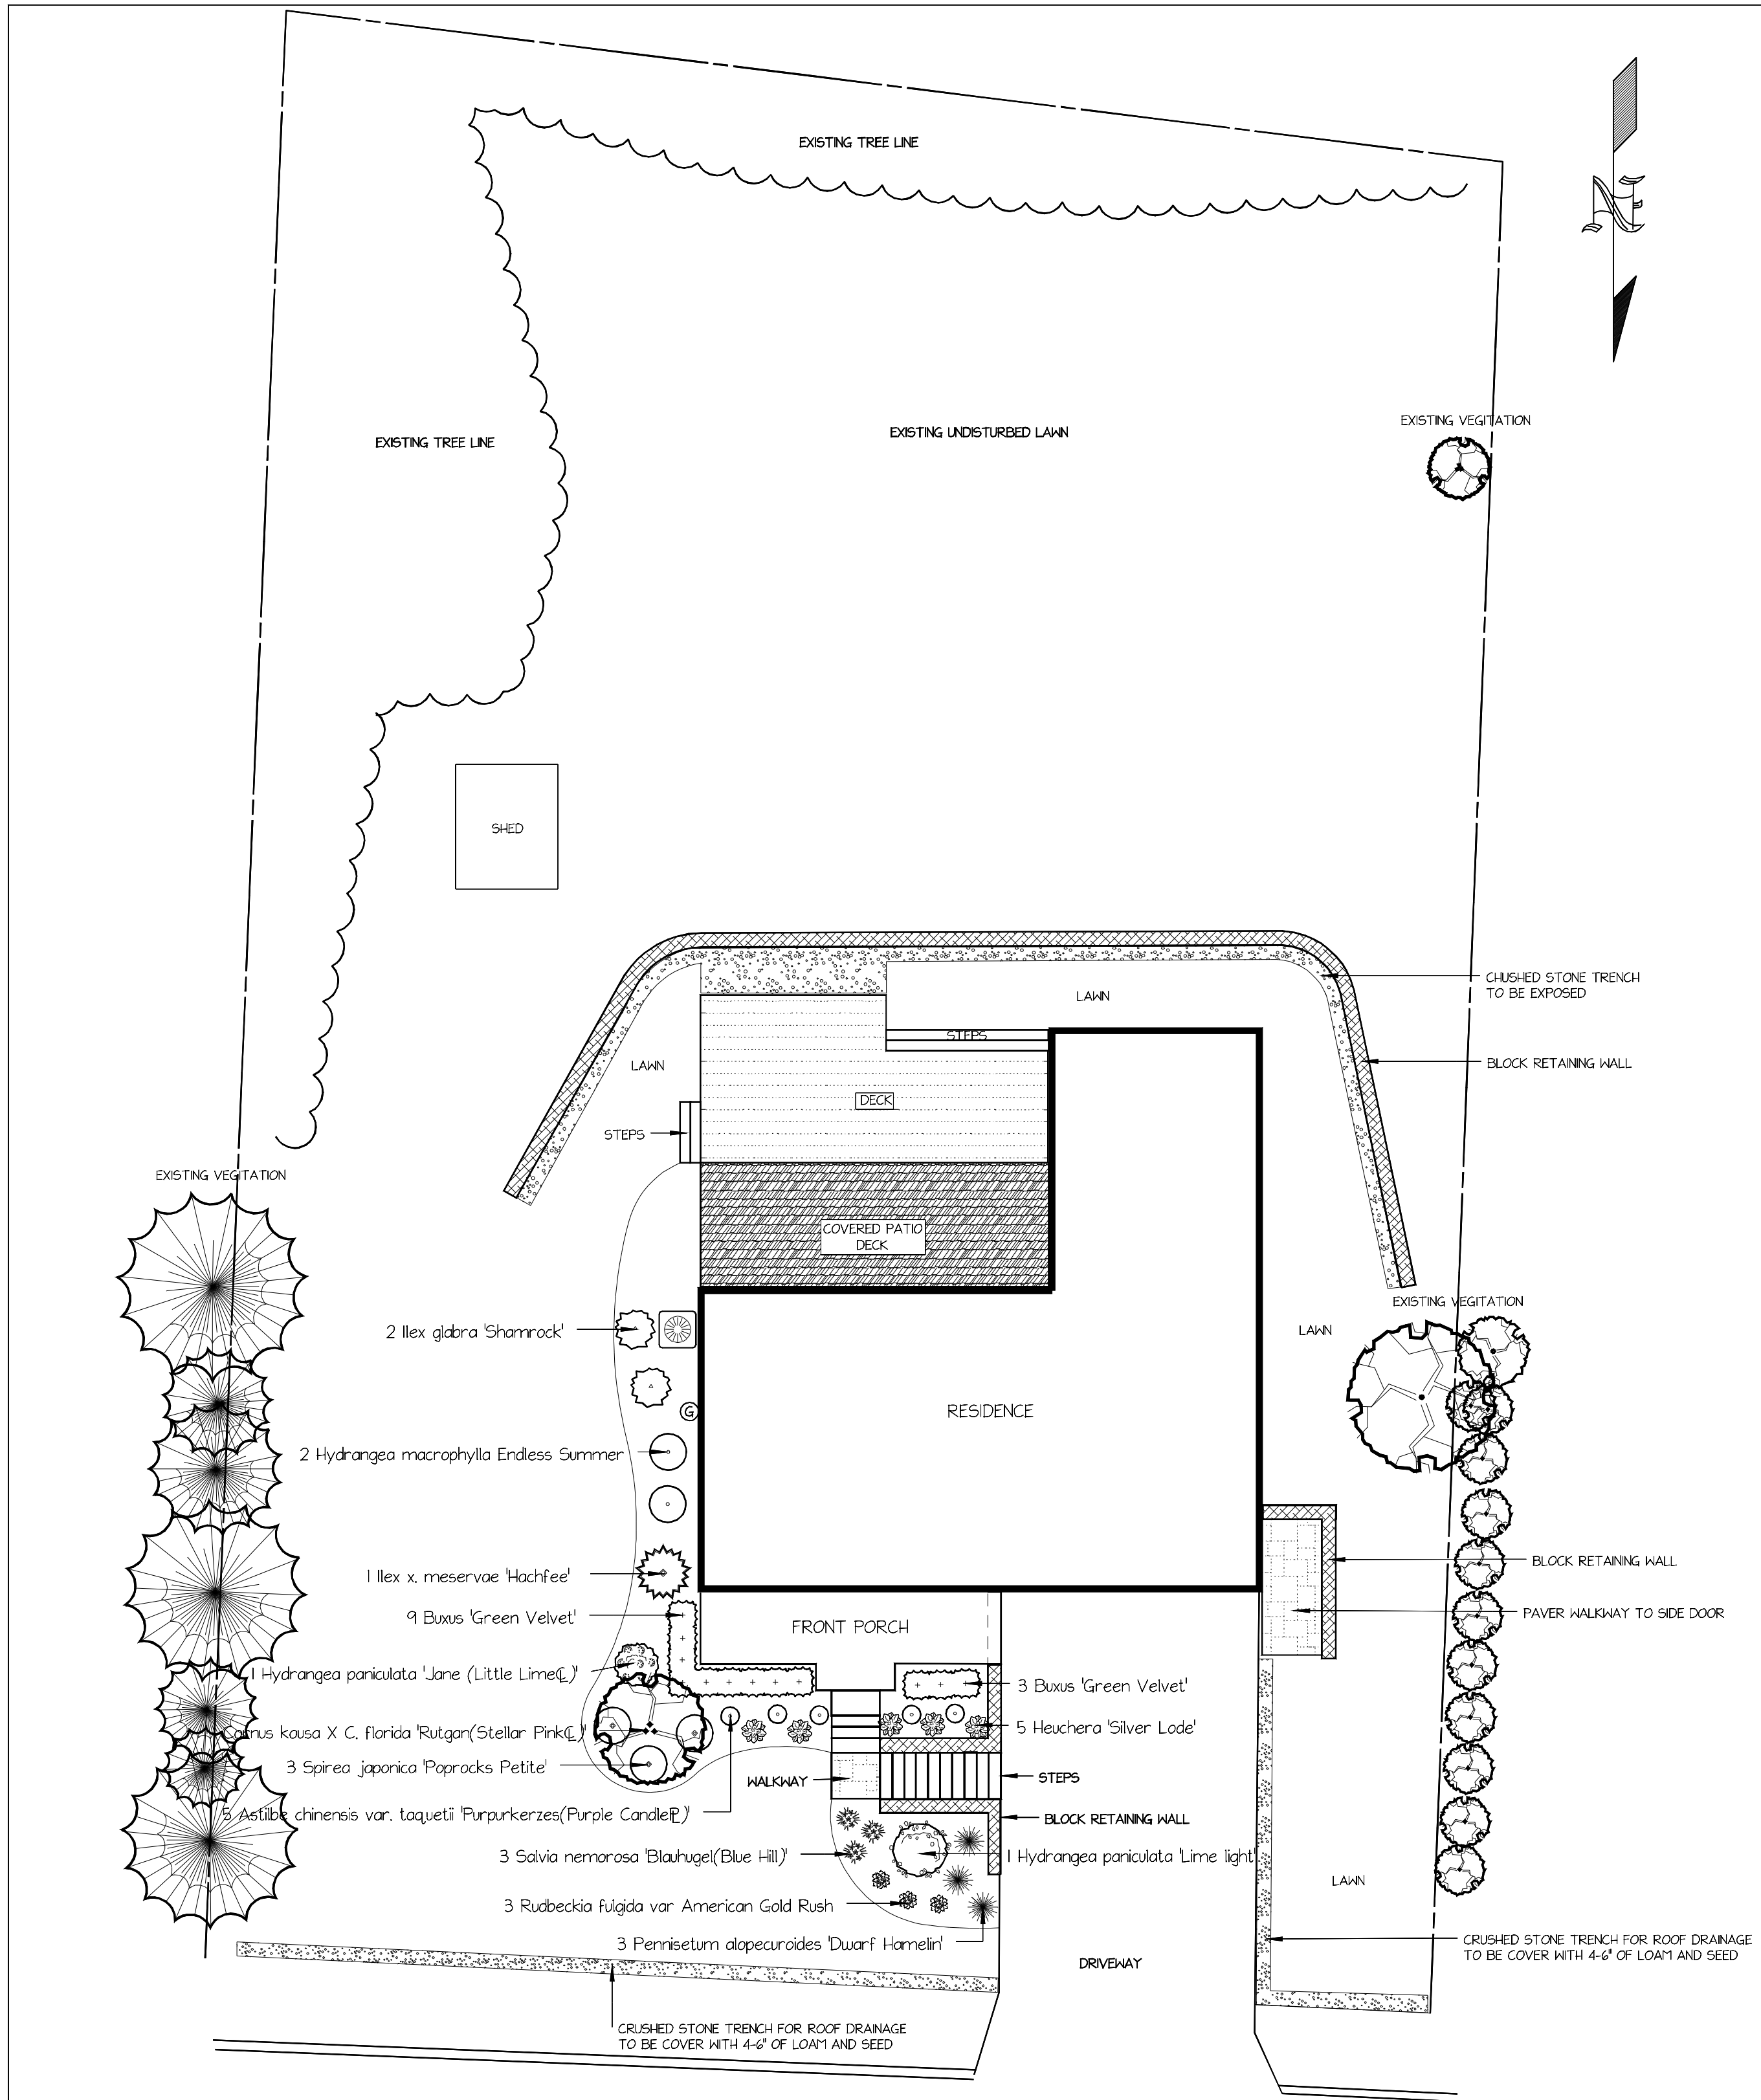 EXISTING TREE LINE
N
EXISTING VEGITATION
EXISTING TREE LINE
EXISTING UNDISTURBED LAWN
SHED
CHUSHED STONE TRENCH
TO BE EXPOSED
LAWN
STEPS
BLOCK RETAINING WALL
LAWN
DECK
STEPS
EXISTING VEGITATION
COVERED PATIO
DECK
EXISTING VEGITATION
2 Ilex glabra 'Shamrock'
LAWN
G
RESIDENCE
2 Hydrangea macrophylla Endless Summer
1 Ilex x. meservae 'Hachfee'
BLOCK RETAINING WALL
9 Buxus 'Green Velvet'
PAVER WALKWAY TO SIDE DOOR
FRONT PORCH
1 Hydrangea paniculata 'Jane (Little Lime℄)'
3 Buxus 'Green Velvet'
5 Heuchera 'Silver Lode'
Cornus kousa X C. florida 'Rutgan(Stellar Pink℄)'
3 Spirea japonica 'Poprocks Petite'
WALKWAY
STEPS
5 Astilbe chinensis var. taquetii 'Purpurkerzes(Purple Candle℄)'
BLOCK RETAINING WALL
3 Salvia nemorosa 'Blauhugel(Blue Hill)'
1 Hydrangea paniculata 'Lime light'
LAWN
3 Rudbeckia fulgida var American Gold Rush
3 Pennisetum alopecuroides 'Dwarf Hamelin'
CRUSHED STONE TRENCH FOR ROOF DRAINAGE
TO BE COVER WITH 4-6" OF LOAM AND SEED
DRIVEWAY
CRUSHED STONE TRENCH FOR ROOF DRAINAGE
TO BE COVER WITH 4-6" OF LOAM AND SEED